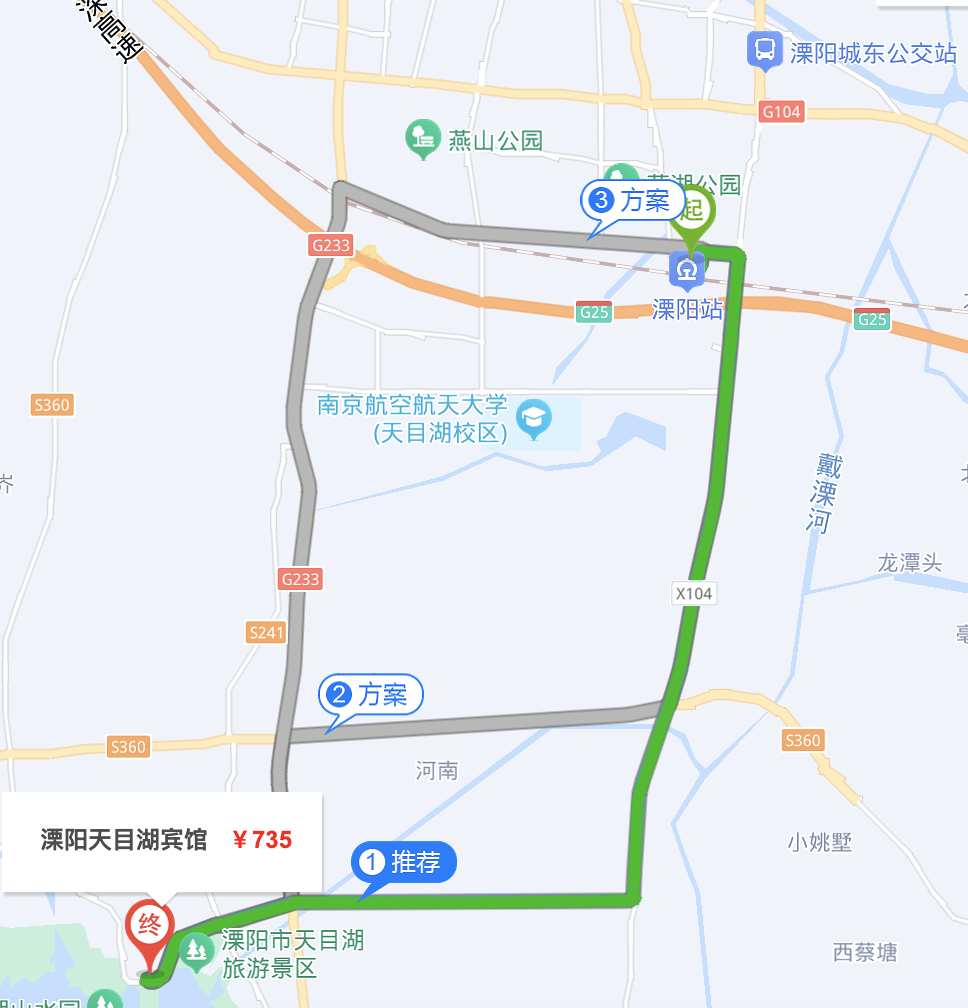 深高速
溧阳城东公交站
G104
燕山公园
湖公园
3 方案
起
G233
溧阳站
G25
G25
S360
南京航空航天大学
(天目湖校区)
戴溧河
龙潭头
G233
X104
S241
2 方案
S360
S360
河南
溧阳天目湖宾馆 ¥735
小姚墅
1 推荐
终
溧阳市天目湖
旅游景区
西蔡塘
山水园